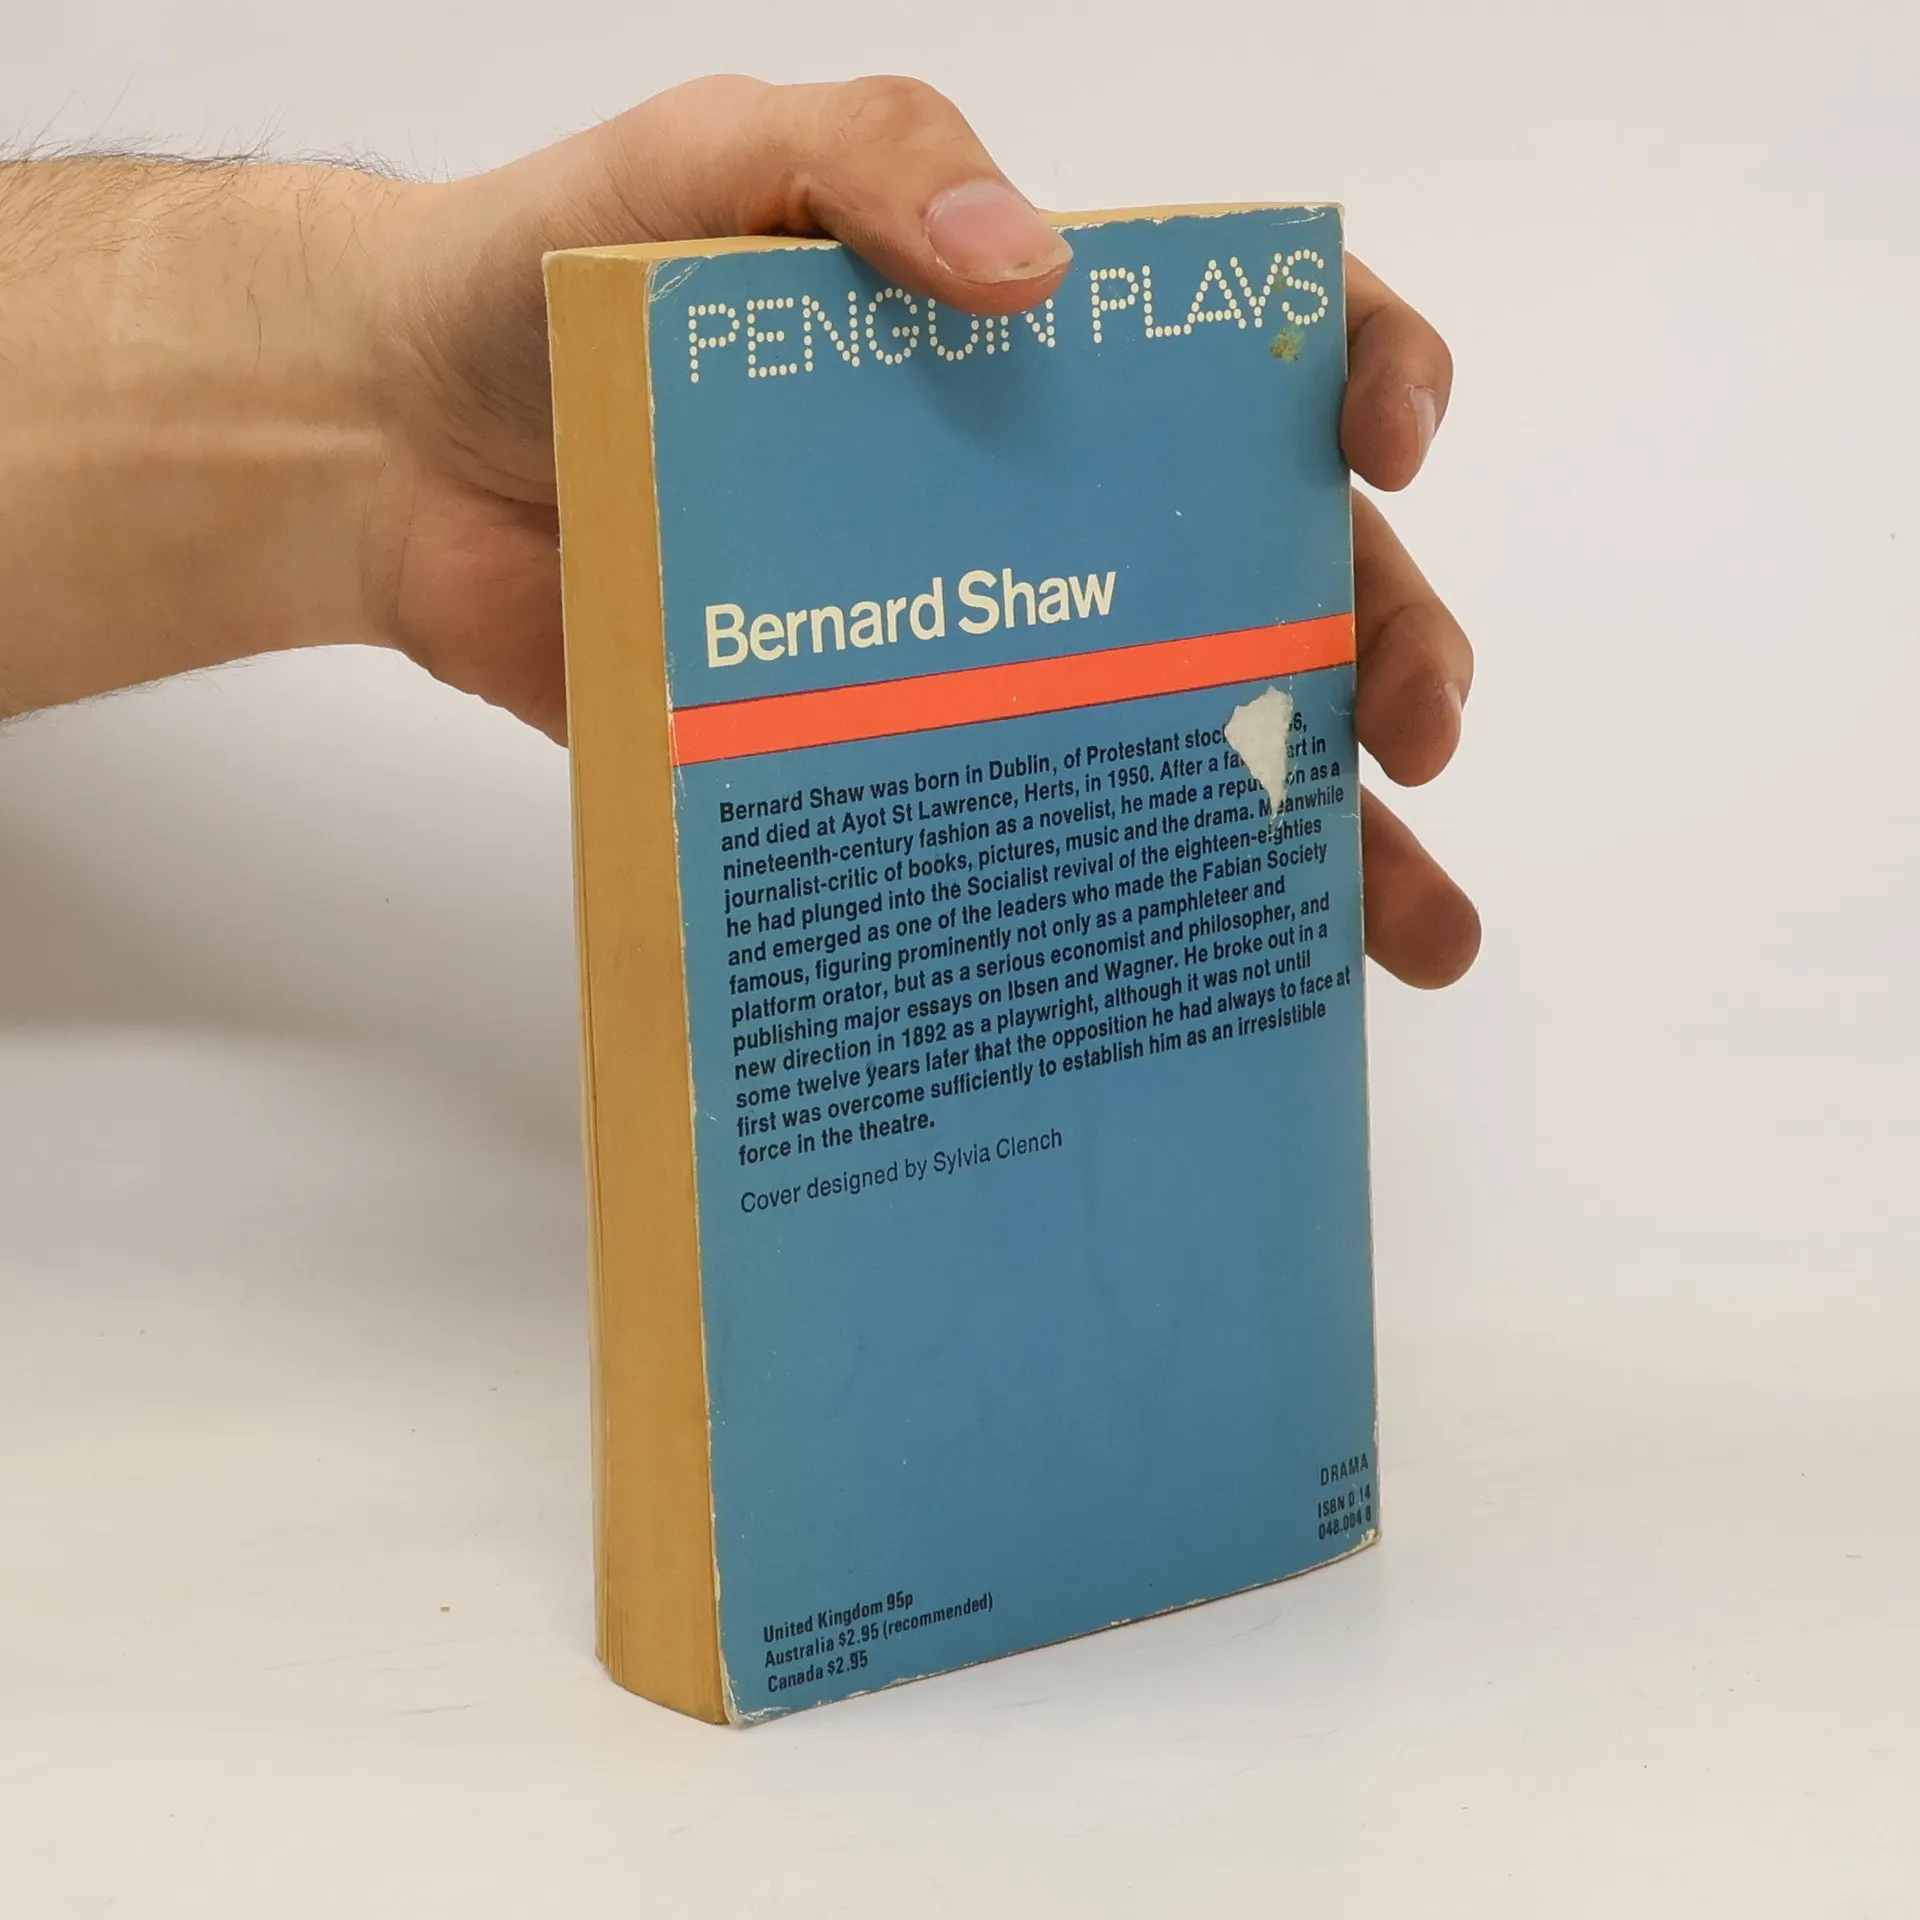 PENGUIN PLAYS
Bernard Shaw
Bernard Shaw was born in Dublin, of Protestant
and died at Ayot St Lawrence, Herts, in 1950. After a in
nineteenth-century fashion as a novelist, he made a as a
journalist-critic of books, pictures, music and the drama. Meanwhile
he had plunged into the Socialist revival of the eighteen-eighties
and emerged as one of the leaders who made the Fabian Society
famous, figuring prominently not only as a pamphleteer and
platform orator, but as a serious economist and philosopher, and
publishing major essays on Ibsen and Wagner. He broke out in a
new direction in 1892 as a playwright, although it was not until
some twelve years later that the opposition he had always to face at
first was overcome sufficiently to establish him as an irresistible
force in the theatre.
Cover designed by Sylvia Clench
DRAMA
ISBN 0 14
048.004 8
United Kingdom 95p
Australia $2.95 (recommended)
Canada $2.95